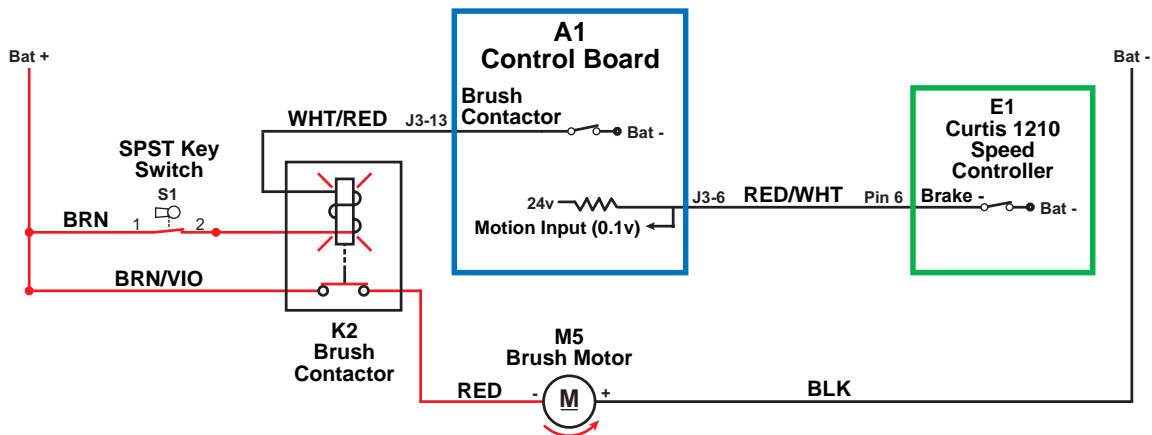 Bat +
A1
Control Board
Bat -
WHT/RED
J3-13
Brush
Contactor
Bat -
E1
Curtis 1210
Speed
Controller
SPST Key
Switch
S1
BRN
1
2
24v
J3-6
RED/WHT
Pin 6
Brake -
Bat -
Motion Input (0.1v)
BRN/VIO
K2
Brush
Contactor
M5
Brush Motor
RED
-
M
+
BLK